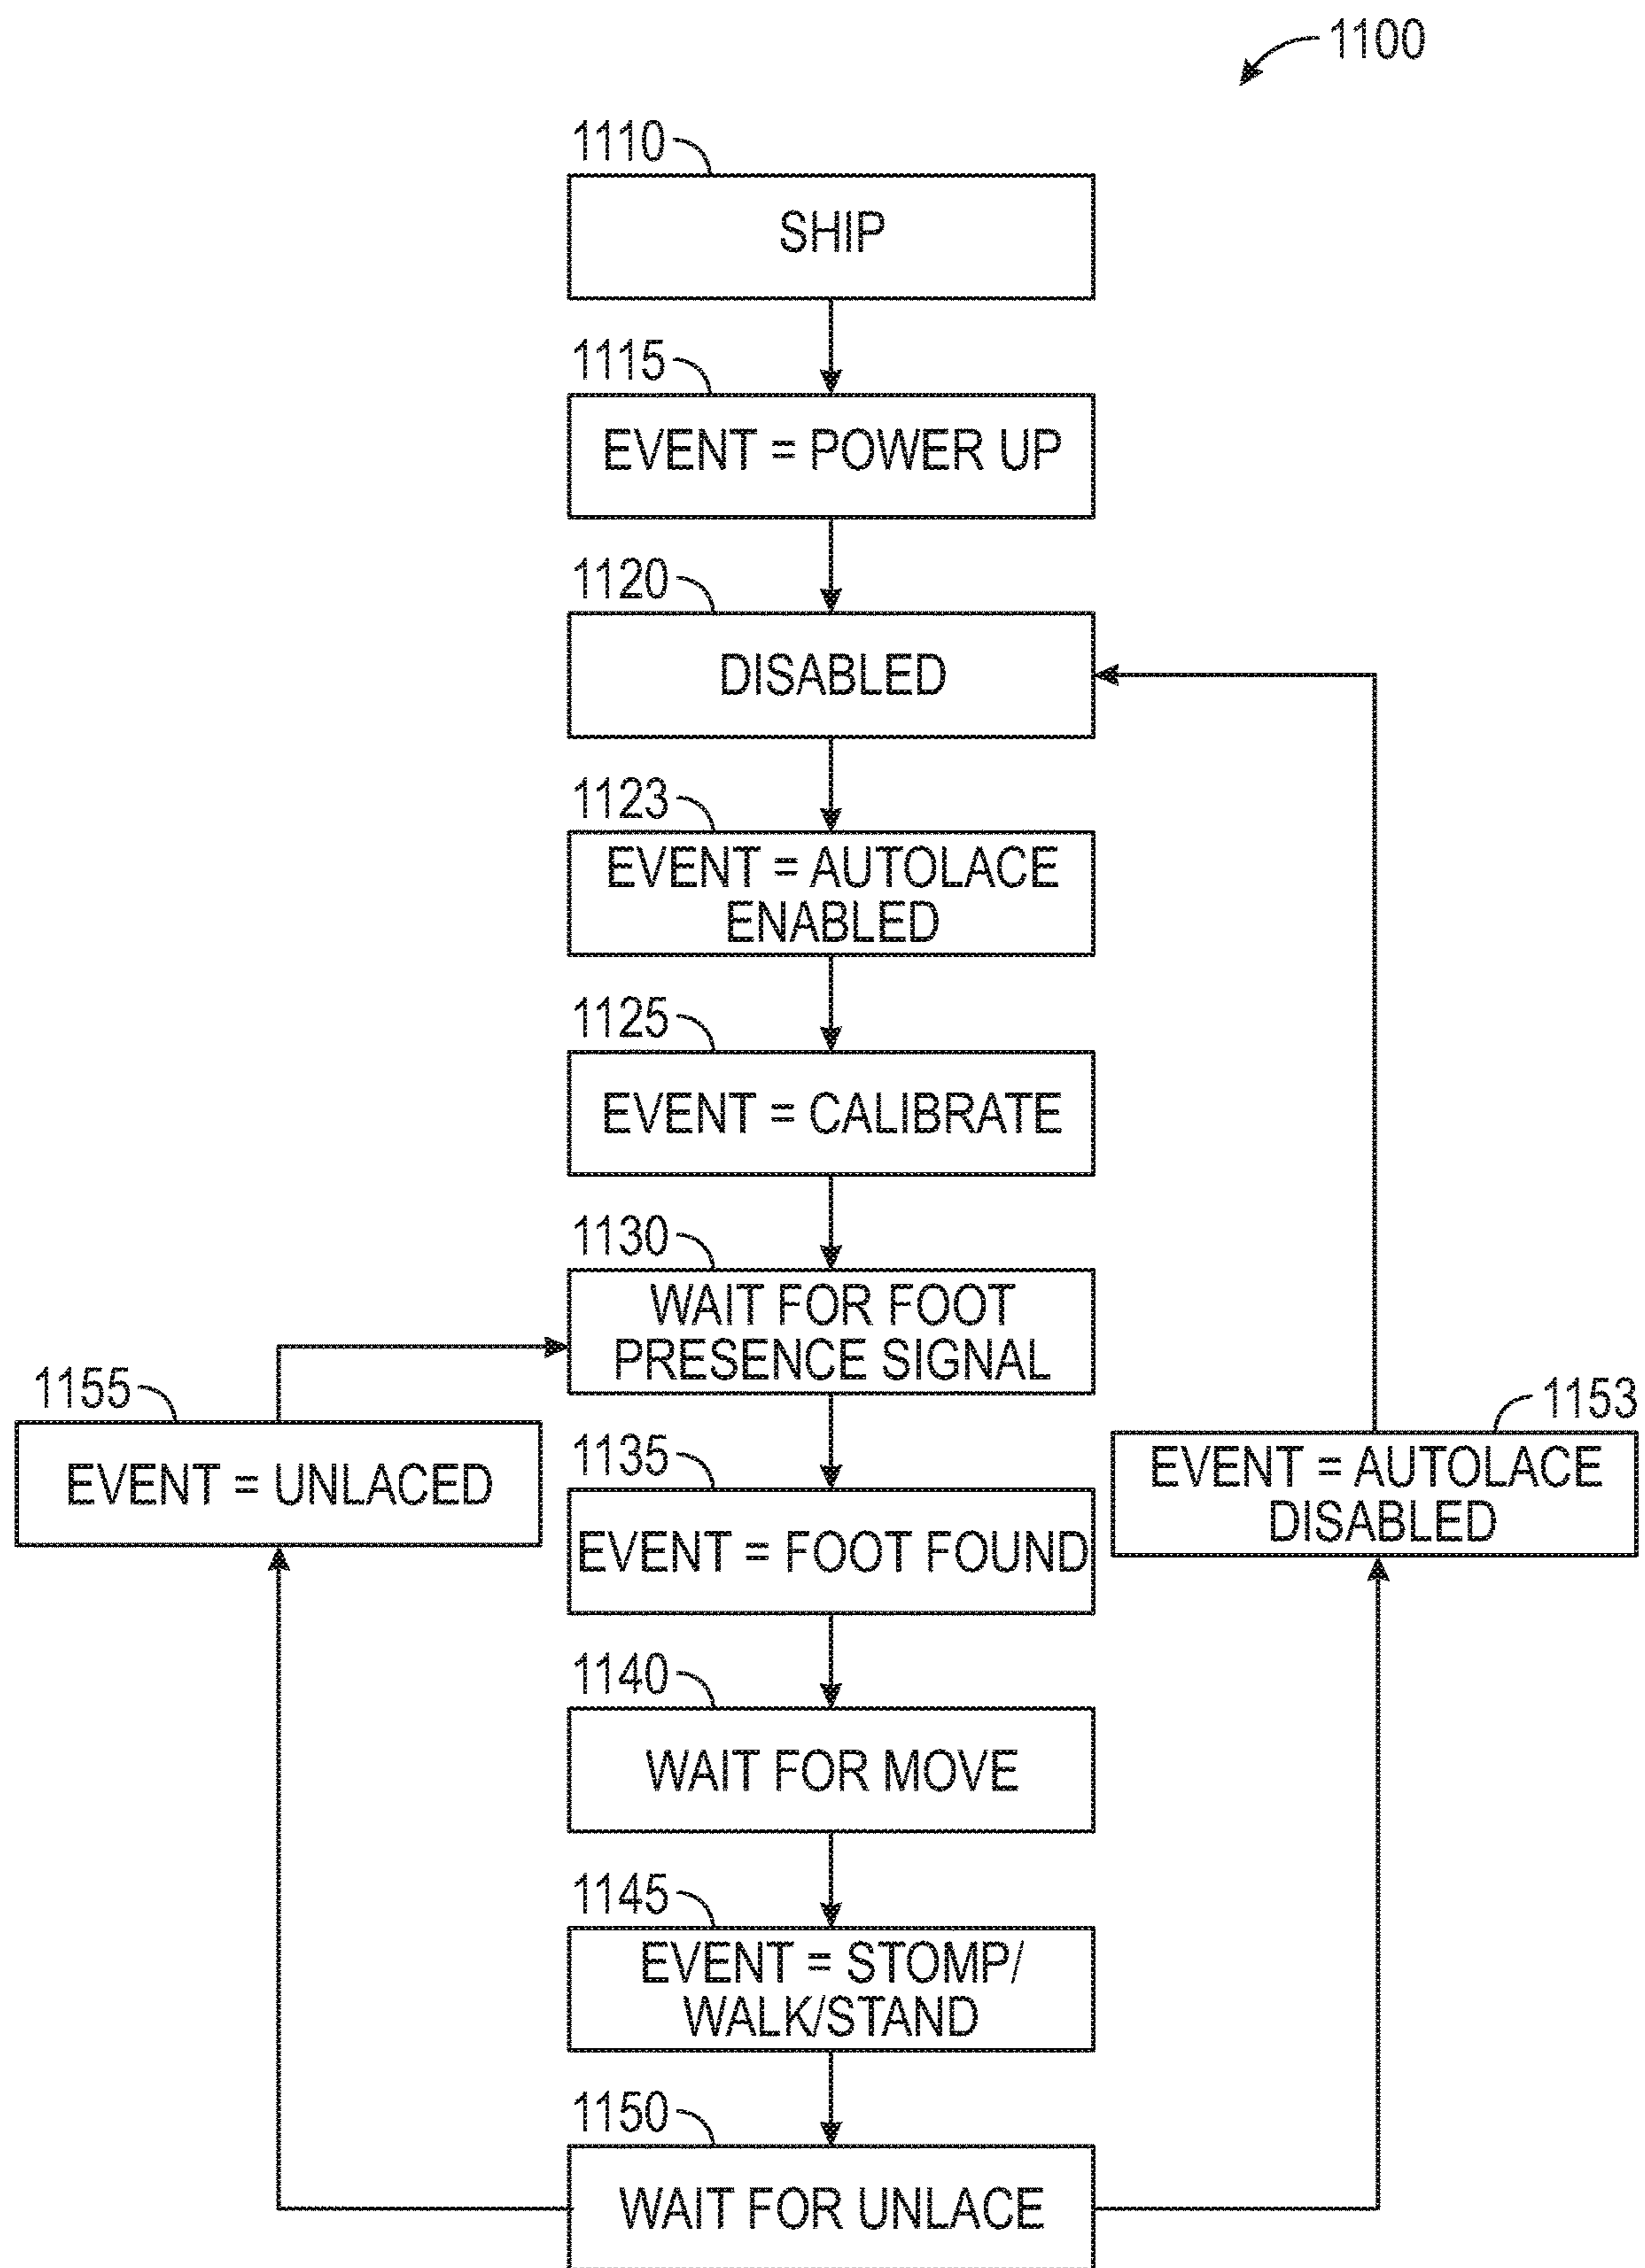 1100
1110
SHIP
1115
EVENT = POWER UP
1120
DISABLED
1123
EVENT = AUTOLACE
ENABLED
1125
EVENT = CALIBRATE
1130
WAIT FOR FOOT
PRESENCE SIGNAL
1155
EVENT = UNLACED
1153
EVENT = AUTOLACE
DISABLED
1135
EVENT = FOOT FOUND
1140
WAIT FOR MOVE
1145
EVENT = STOMP/
WALK/STAND
1150
WAIT FOR UNLACE